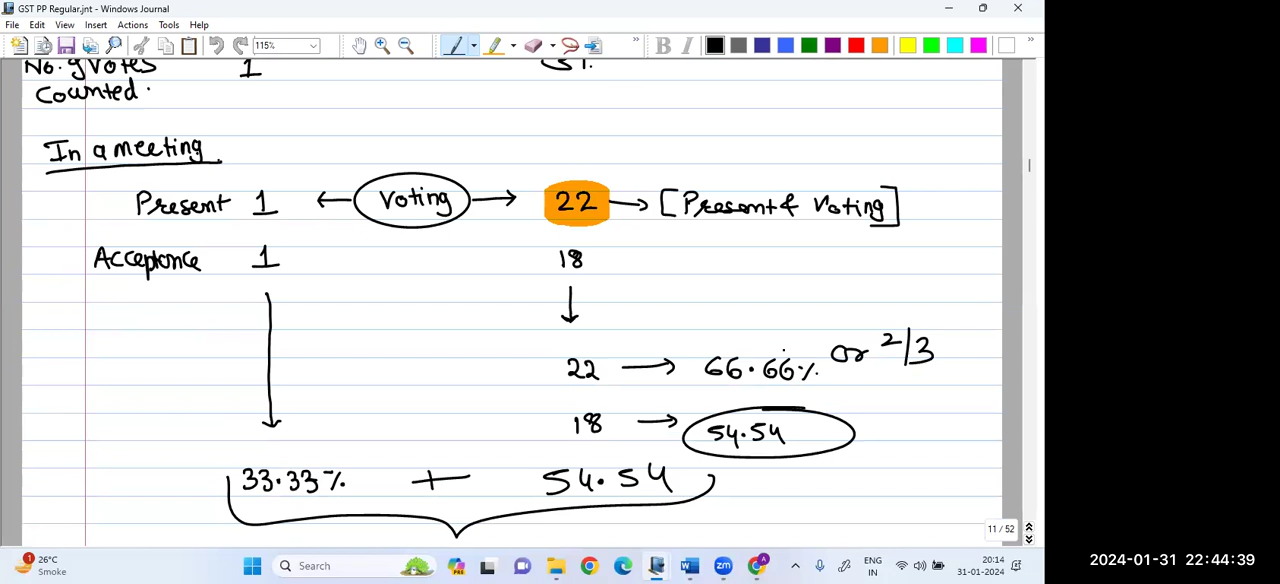 GST PP Regular.jnt - Windows Journal
File Edit View Insert Actions Tools Help
115%
B I
No. of Votes 1 31.
Counted.
In a meeting
Present 1 ← Voting → 22 → [Present & Voting]
Acceptance 1 18
22 → 66.66% or 2/3
18 → 54.54
33.33% + 54.54
11 / 52
26°C
Smoke
Search
ENG
IN
20:14
31-01-2024
2024-01-31 22:44:39